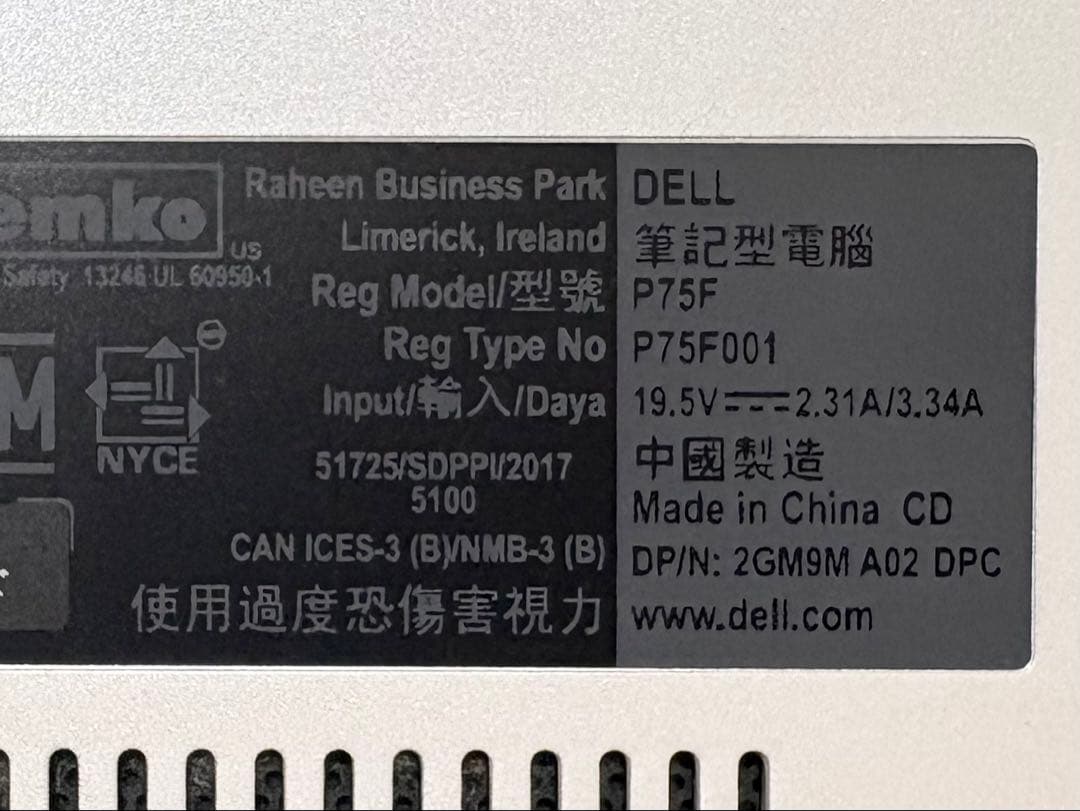 emko
US
Safety 13246 UL 60950-1
NYCE
Raheen Business Park
Limerick, Ireland
Reg Model/型號
Reg Type No
Input/輸入/Daya
51725/SDPPI/2017
5100
CAN ICES-3 (B)/NMB-3 (B)
使用過度恐傷害視力
DELL
筆記型電腦
P75F
P75F001
19.5V⎓2.31A/3.34A
中國製造
Made in China CD
DP/N: 2GM9M A02 DPC
www.dell.com